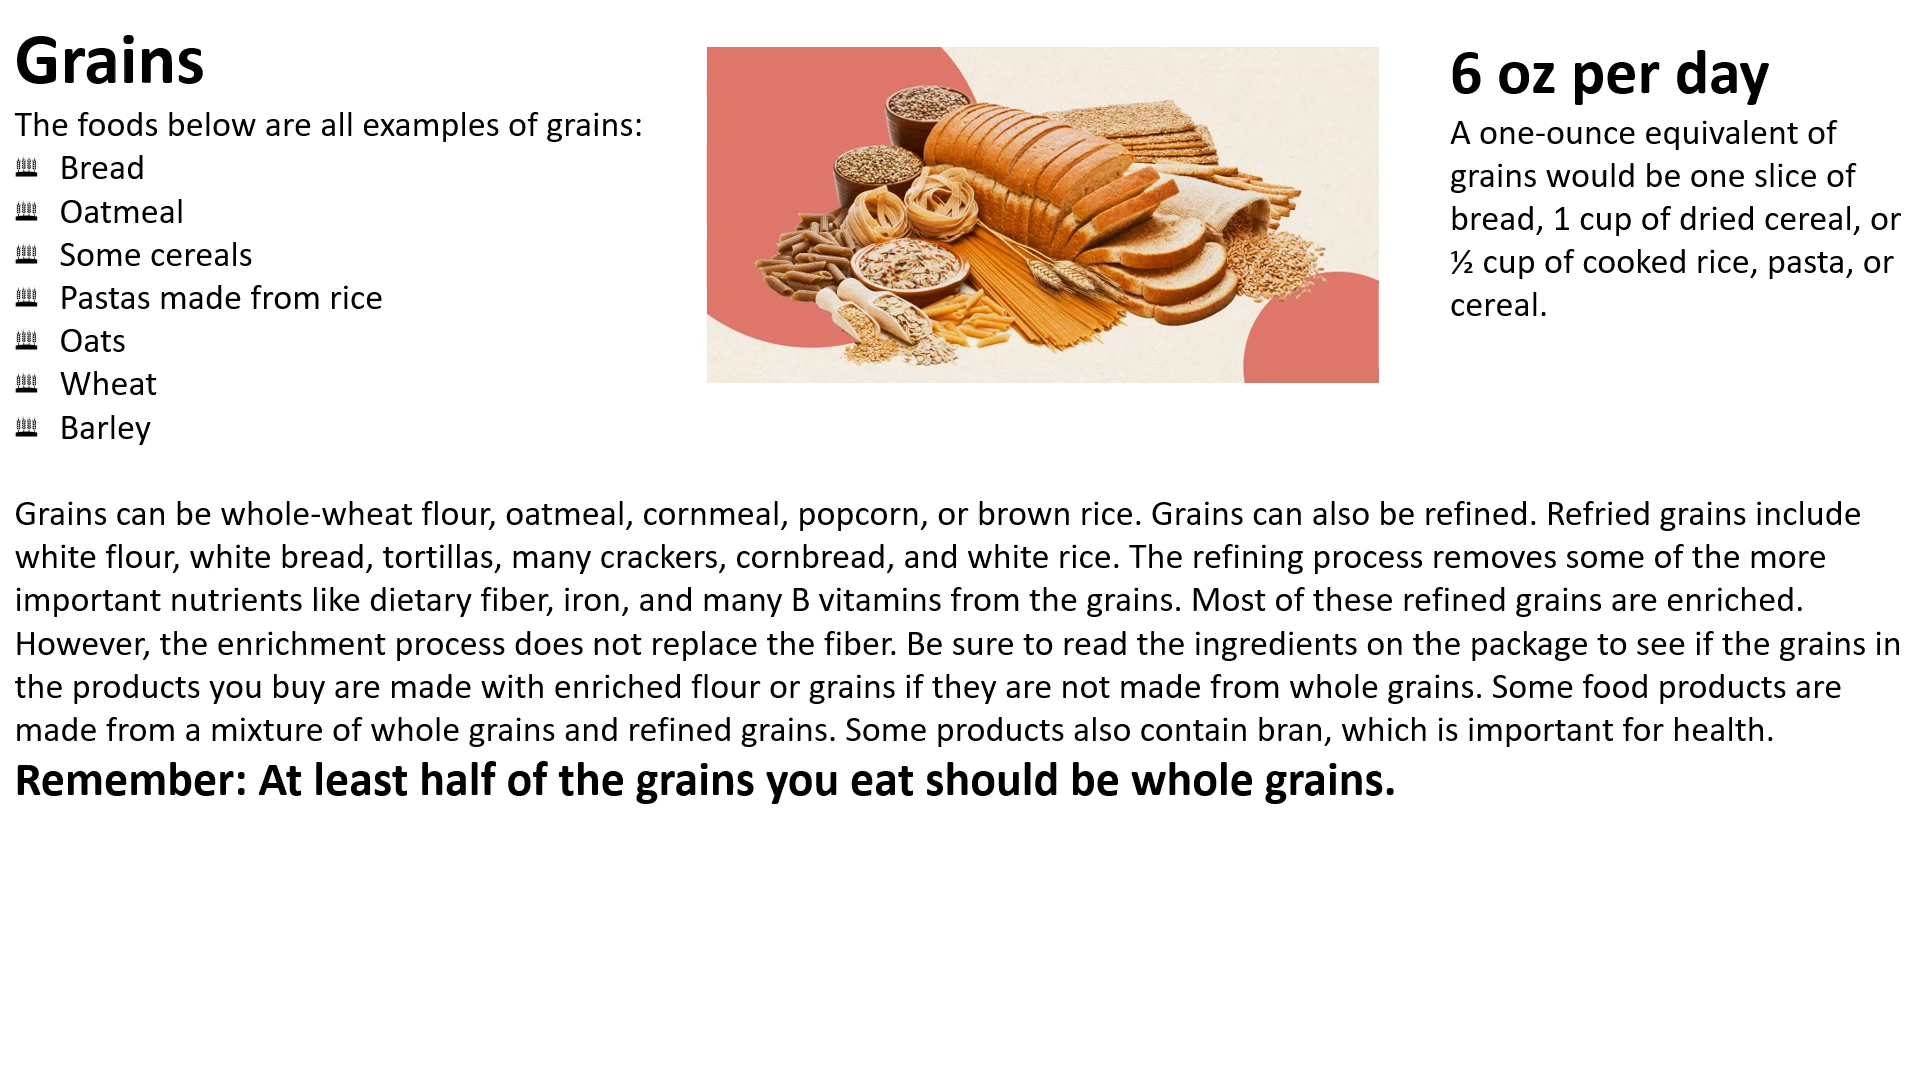 Grains
The foods below are all examples of grains:
Bread
Oatmeal
Some cereals
Pastas made from rice
Oats
Wheat
Barley
6 oz per day
A one-ounce equivalent of
grains would be one slice of
bread, 1 cup of dried cereal, or
½ cup of cooked rice, pasta, or
cereal.
Grains can be whole-wheat flour, oatmeal, cornmeal, popcorn, or brown rice. Grains can also be refined. Refried grains include
white flour, white bread, tortillas, many crackers, cornbread, and white rice. The refining process removes some of the more
important nutrients like dietary fiber, iron, and many B vitamins from the grains. Most of these refined grains are enriched.
However, the enrichment process does not replace the fiber. Be sure to read the ingredients on the package to see if the grains in
the products you buy are made with enriched flour or grains if they are not made from whole grains. Some food products are
made from a mixture of whole grains and refined grains. Some products also contain bran, which is important for health.
Remember: At least half of the grains you eat should be whole grains.